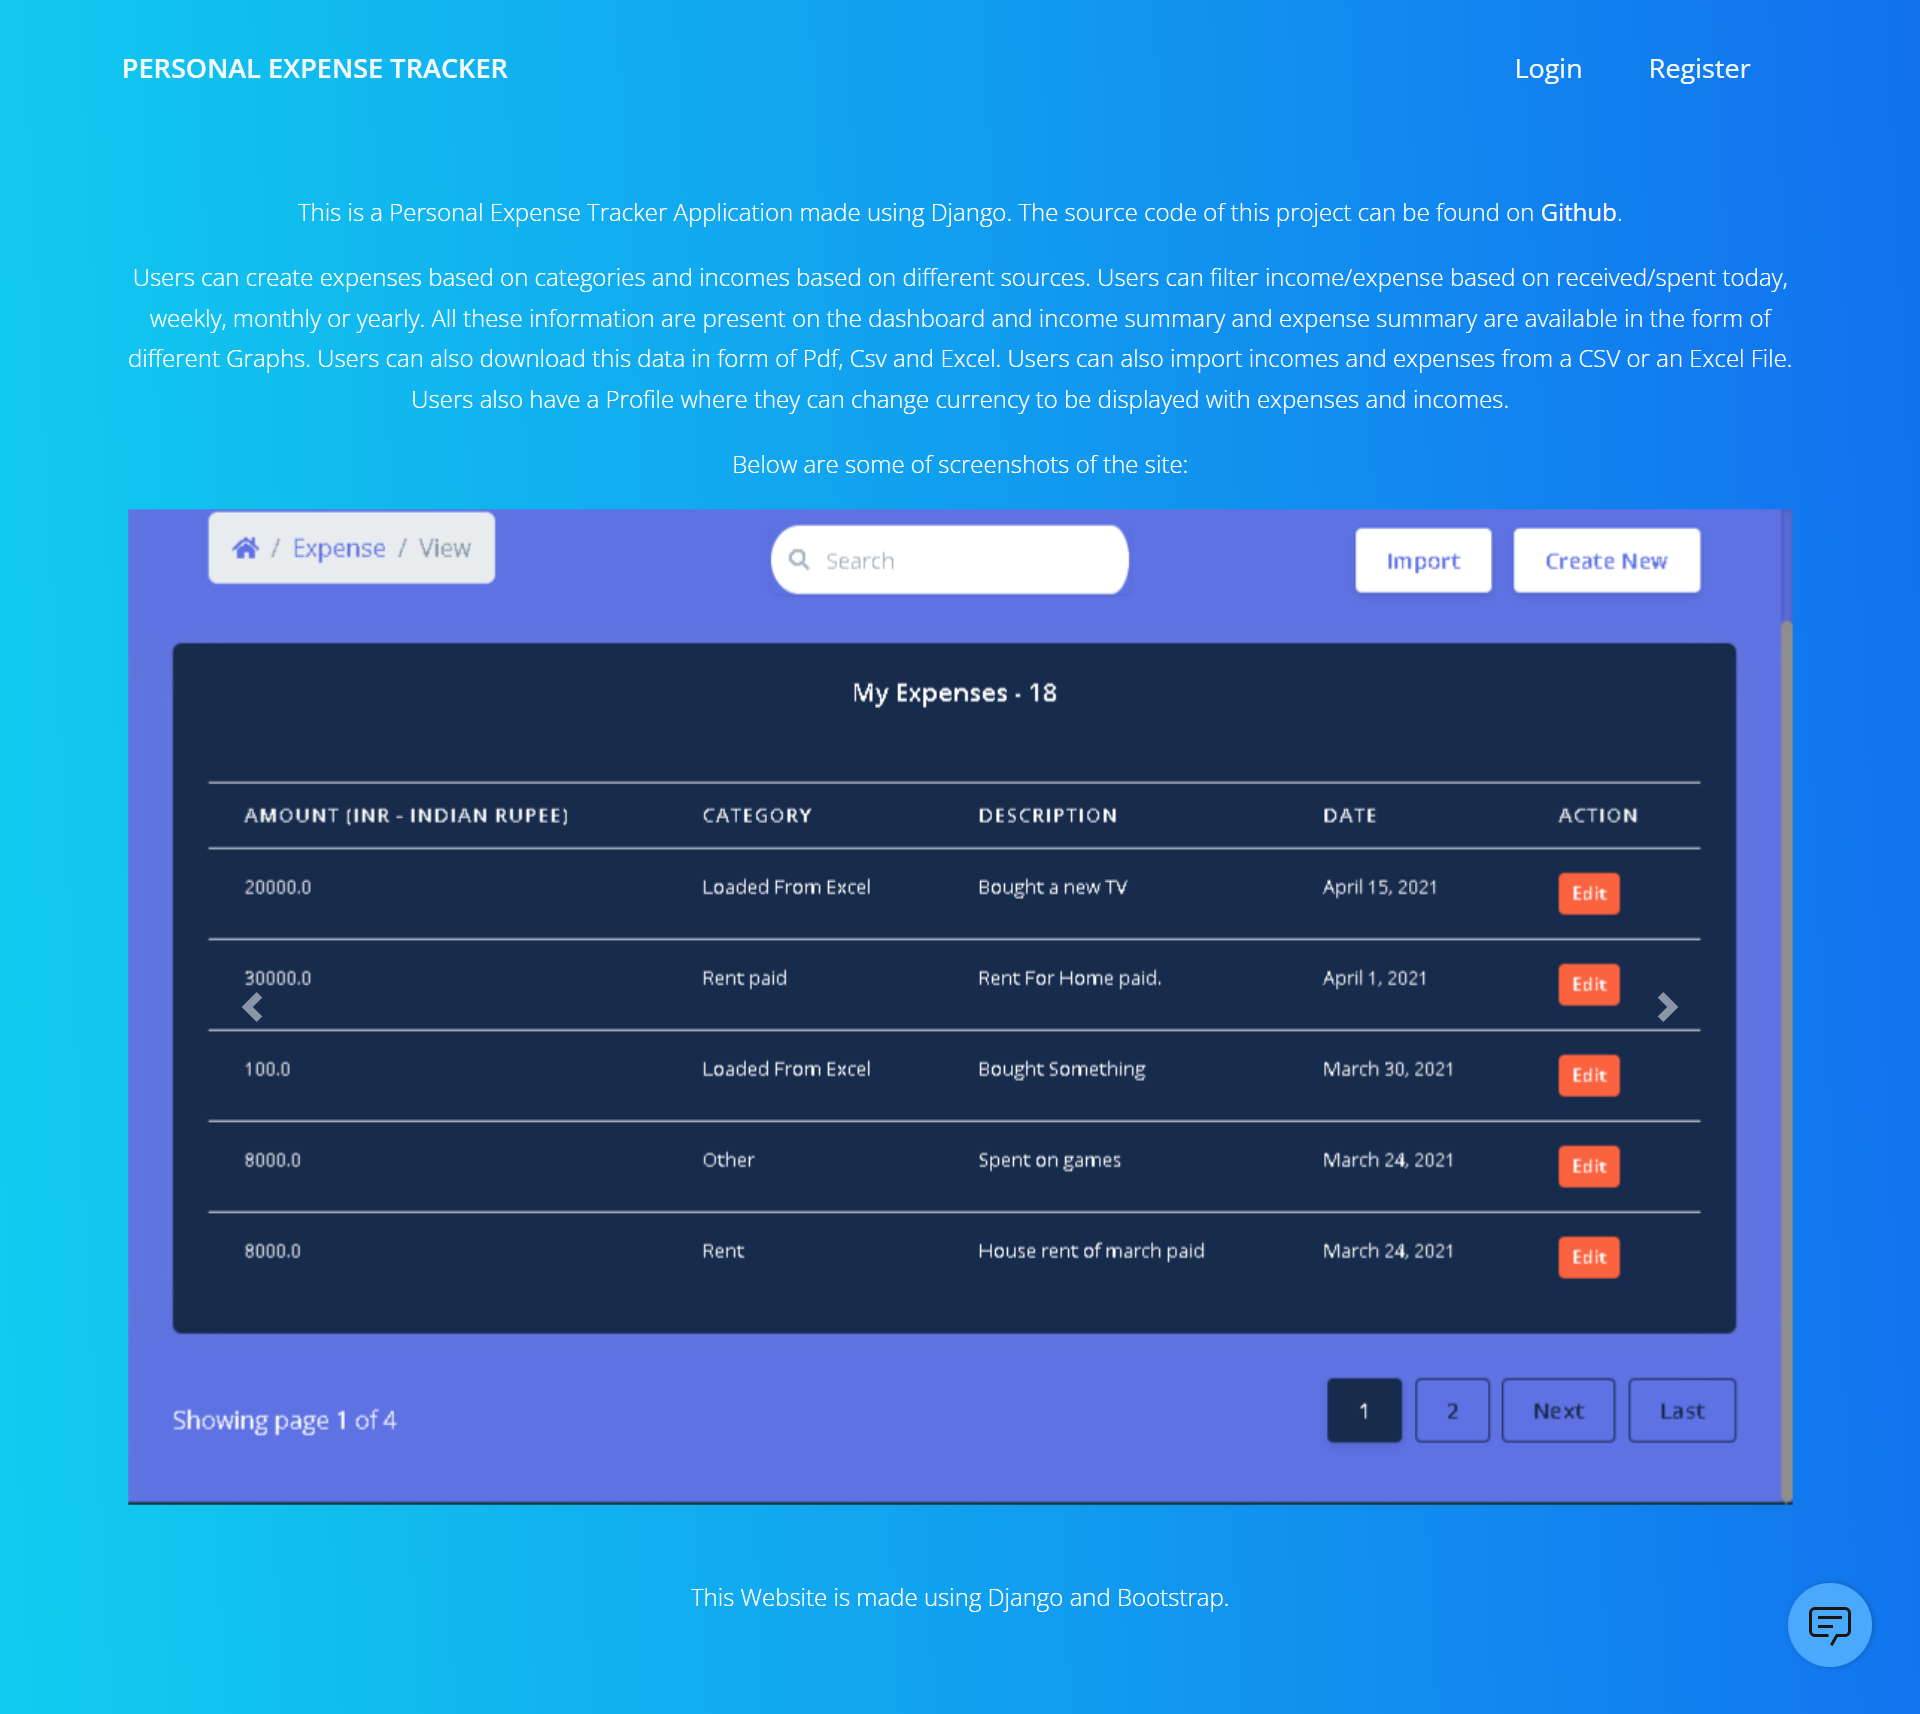 PERSONAL EXPENSE TRACKER
Login
Register
This is a Personal Expense Tracker Application made using Django. The source code of this project can be found on Github.
Users can create expenses based on categories and incomes based on different sources. Users can filter income/expense based on received/spent today,
weekly, monthly or yearly. All these information are present on the dashboard and income summary and expense summary are available in the form of
different Graphs. Users can also download this data in form of Pdf, Csv and Excel. Users can also import incomes and expenses from a CSV or an Excel File.
Users also have a Profile where they can change currency to be displayed with expenses and incomes.
Below are some of screenshots of the site:
/ Expense / View
Search
Import
Create New
My Expenses - 18
AMOUNT (INR - INDIAN RUPEE) CATEGORY DESCRIPTION DATE ACTION
20000.0 Loaded From Excel Bought a new TV April 15, 2021 Edit
30000.0 Rent paid Rent For Home paid. April 1, 2021 Edit
100.0 Loaded From Excel Bought Something March 30, 2021 Edit
8000.0 Other Spent on games March 24, 2021 Edit
8000.0 Rent House rent of march paid March 24, 2021 Edit
Showing page 1 of 4
1 2 Next Last
This Website is made using Django and Bootstrap.